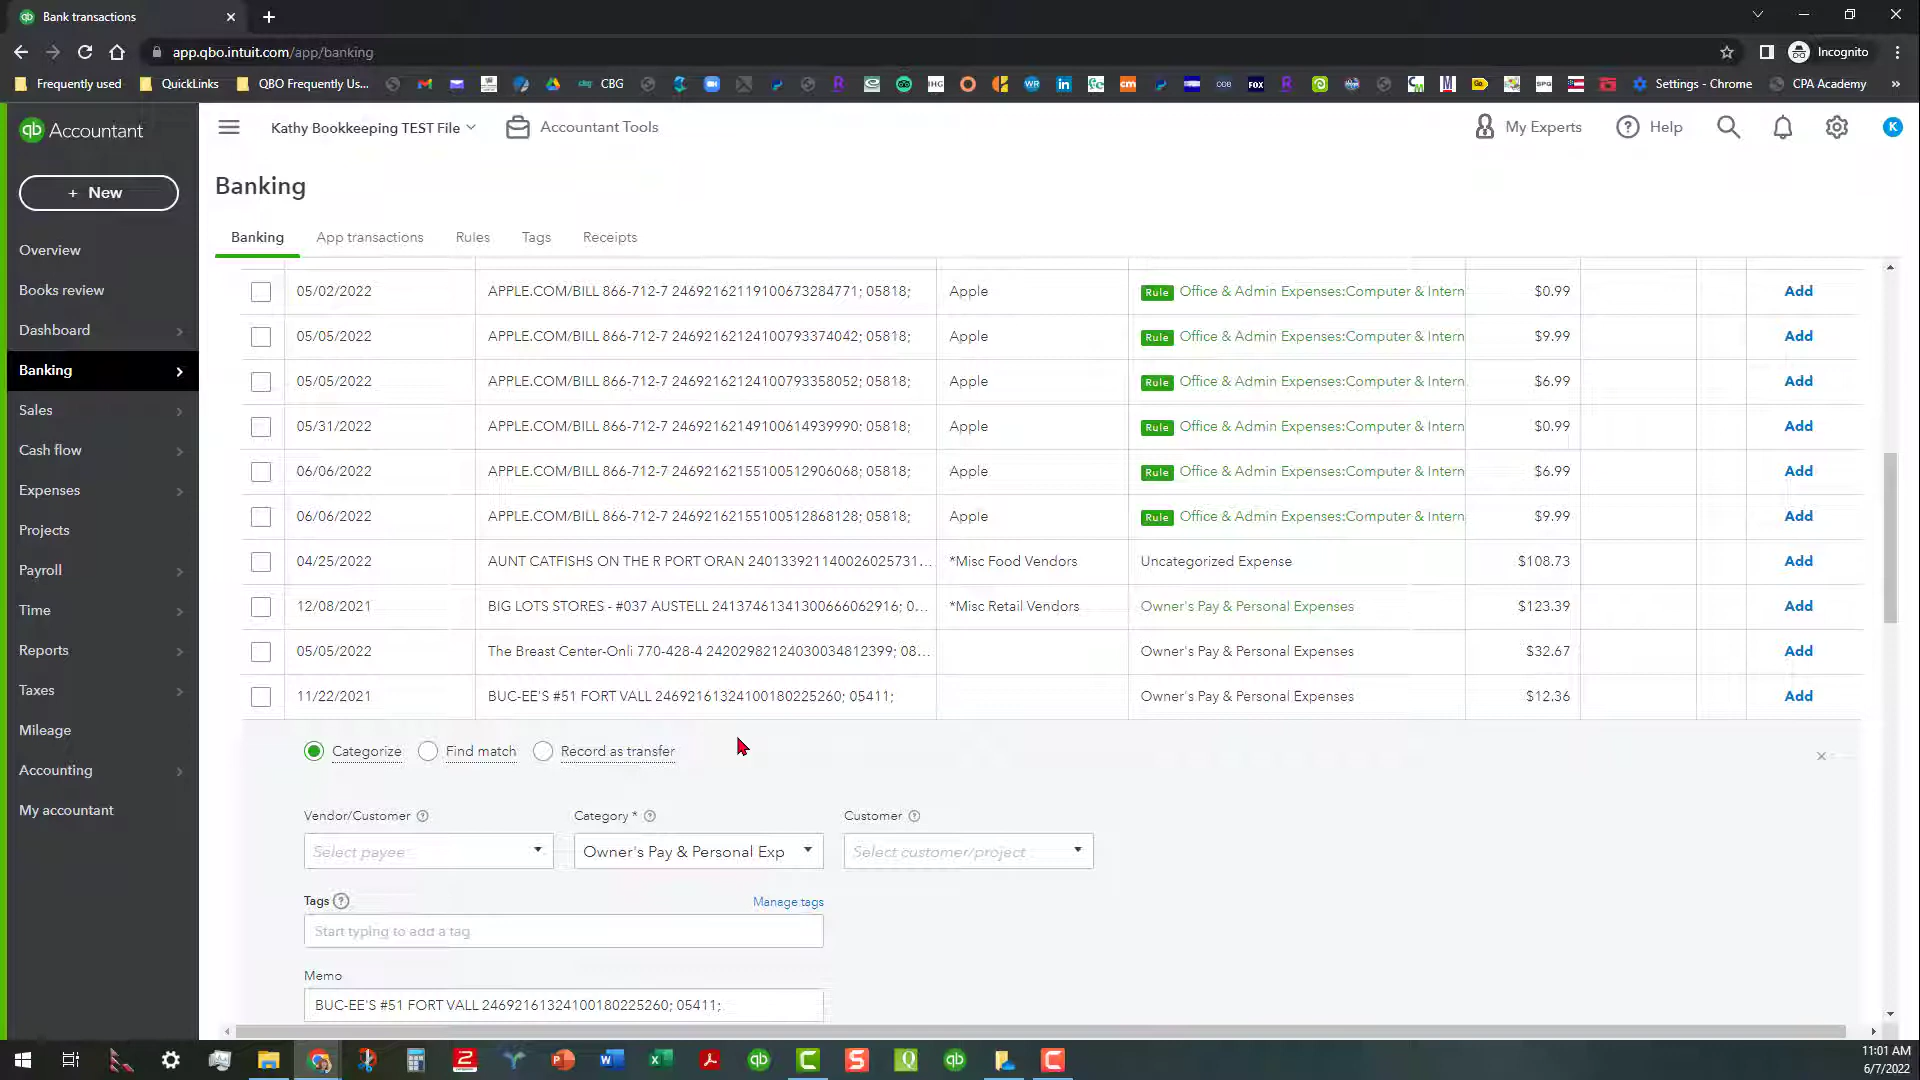 Bank transactions
app.qbo.intuit.com/app/banking
Incognito
Frequently used
QuickLinks
QBO Frequently Us...
CBG
Settings - Chrome
CPA Academy
»
qb Accountant
Kathy Bookkeeping TEST File
Accountant Tools
My Experts
Help
K
+ New
Overview
Books review
Dashboard
Banking
Sales
Cash flow
Expenses
Projects
Payroll
Time
Reports
Taxes
Mileage
Accounting
My accountant
Banking
Banking App transactions Rules Tags Receipts
05/02/2022 APPLE.COM/BILL 866-712-7 24692162119100673284771; 05818; Apple Rule Office & Admin Expenses:Computer & Intern $0.99 Add
05/05/2022 APPLE.COM/BILL 866-712-7 24692162124100793374042; 05818; Apple Rule Office & Admin Expenses:Computer & Intern $9.99 Add
05/05/2022 APPLE.COM/BILL 866-712-7 24692162124100793358052; 05818; Apple Rule Office & Admin Expenses:Computer & Intern $6.99 Add
05/31/2022 APPLE.COM/BILL 866-712-7 24692162149100614939990; 05818; Apple Rule Office & Admin Expenses:Computer & Intern $0.99 Add
06/06/2022 APPLE.COM/BILL 866-712-7 24692162155100512906068; 05818; Apple Rule Office & Admin Expenses:Computer & Intern $6.99 Add
06/06/2022 APPLE.COM/BILL 866-712-7 24692162155100512868128; 05818; Apple Rule Office & Admin Expenses:Computer & Intern $9.99 Add
04/25/2022 AUNT CATFISHS ON THE R PORT ORAN 240133921140026025731... *Misc Food Vendors Uncategorized Expense $108.73 Add
12/08/2021 BIG LOTS STORES - #037 AUSTELL 24137461341300666062916; 0... *Misc Retail Vendors Owner's Pay & Personal Expenses $123.39 Add
05/05/2022 The Breast Center-Onli 770-428-4 24202982124030034812399; 08... Owner's Pay & Personal Expenses $32.67 Add
11/22/2021 BUC-EE'S #51 FORT VALL 24692161324100180225260; 05411; Owner's Pay & Personal Expenses $12.36 Add
Categorize Find match Record as transfer
Vendor/Customer Category * Customer
Select payee Owner's Pay & Personal Exp Select customer/project
Tags Manage tags
Start typing to add a tag
Memo
BUC-EE'S #51 FORT VALL 24692161324100180225260; 05411;
11:01 AM
6/7/2022